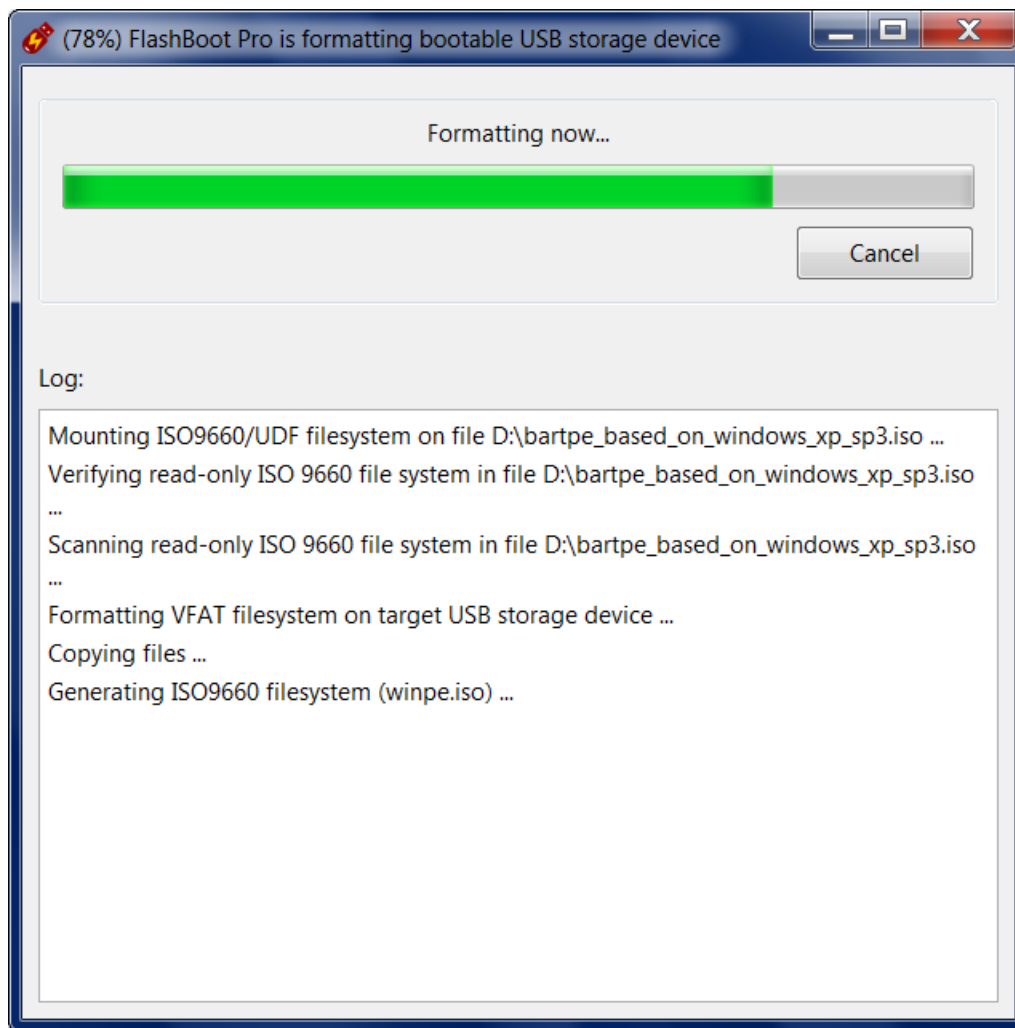 (78%) FlashBoot Pro is formatting bootable USB storage device
Formatting now...
Cancel
Log:
Mounting ISO9660/UDF filesystem on file D:\bartpe_based_on_windows_xp_sp3.iso ...
Verifying read-only ISO 9660 file system in file D:\bartpe_based_on_windows_xp_sp3.iso
...
Scanning read-only ISO 9660 file system in file D:\bartpe_based_on_windows_xp_sp3.iso
...
Formatting VFAT filesystem on target USB storage device ...
Copying files ...
Generating ISO9660 filesystem (winpe.iso) ...